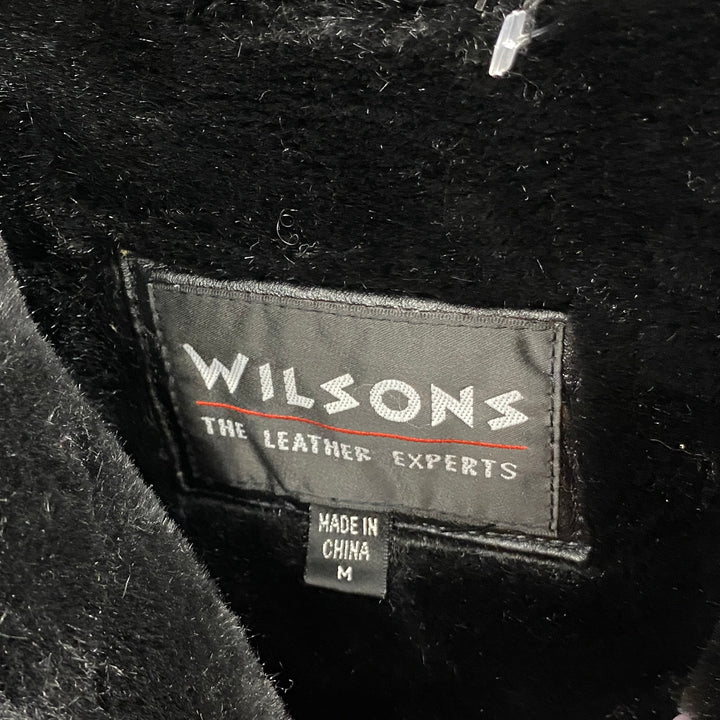 WILSONS
THE LEATHER EXPERTS
MADE IN
CHINA
M